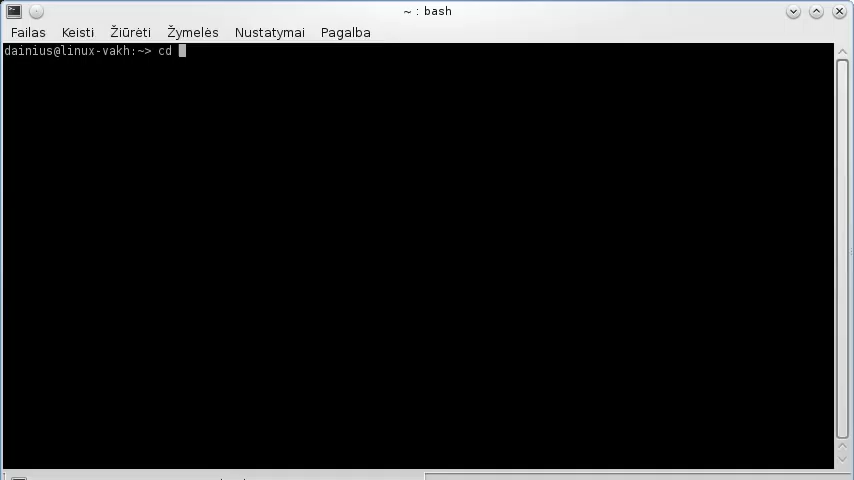 ~ : bash
Failas Keisti Žiūrėti Žymelės Nustatymai Pagalba
dainius@linux-vakh:~> cd